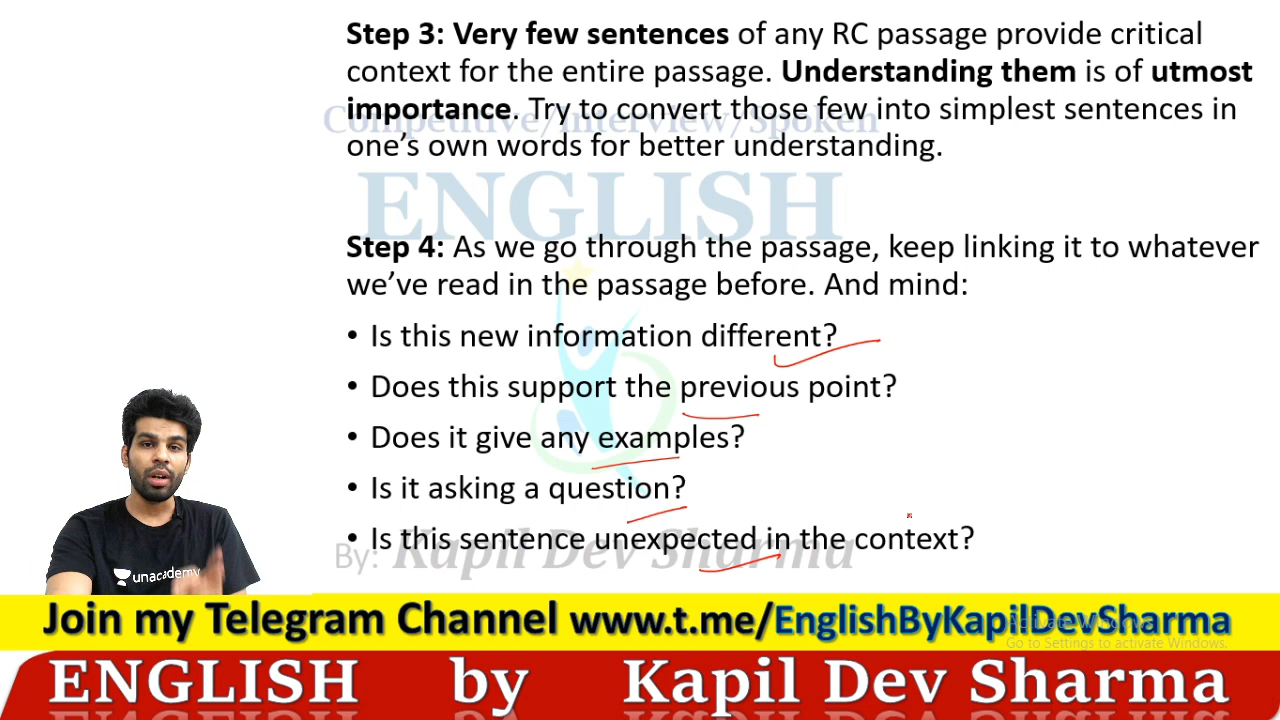 Step 3: Very few sentences of any RC passage provide critical
context for the entire passage. Understanding them is of utmost
importance. Try to convert those few into simplest sentences in
one's own words for better understanding.
Competitive/Interview/Spoken
ENGLISH
Step 4: As we go through the passage, keep linking it to whatever
we've read in the passage before. And mind:
• Is this new information different?
• Does this support the previous point?
• Does it give any examples?
• Is it asking a question?
• Is this sentence unexpected in the context?
By: Kapil Dev Sharma
unacademy
Join my Telegram Channel www.t.me/EnglishByKapilDevSharma
Activate Windows
Go to Settings to activate Windows.
ENGLISH by Kapil Dev Sharma